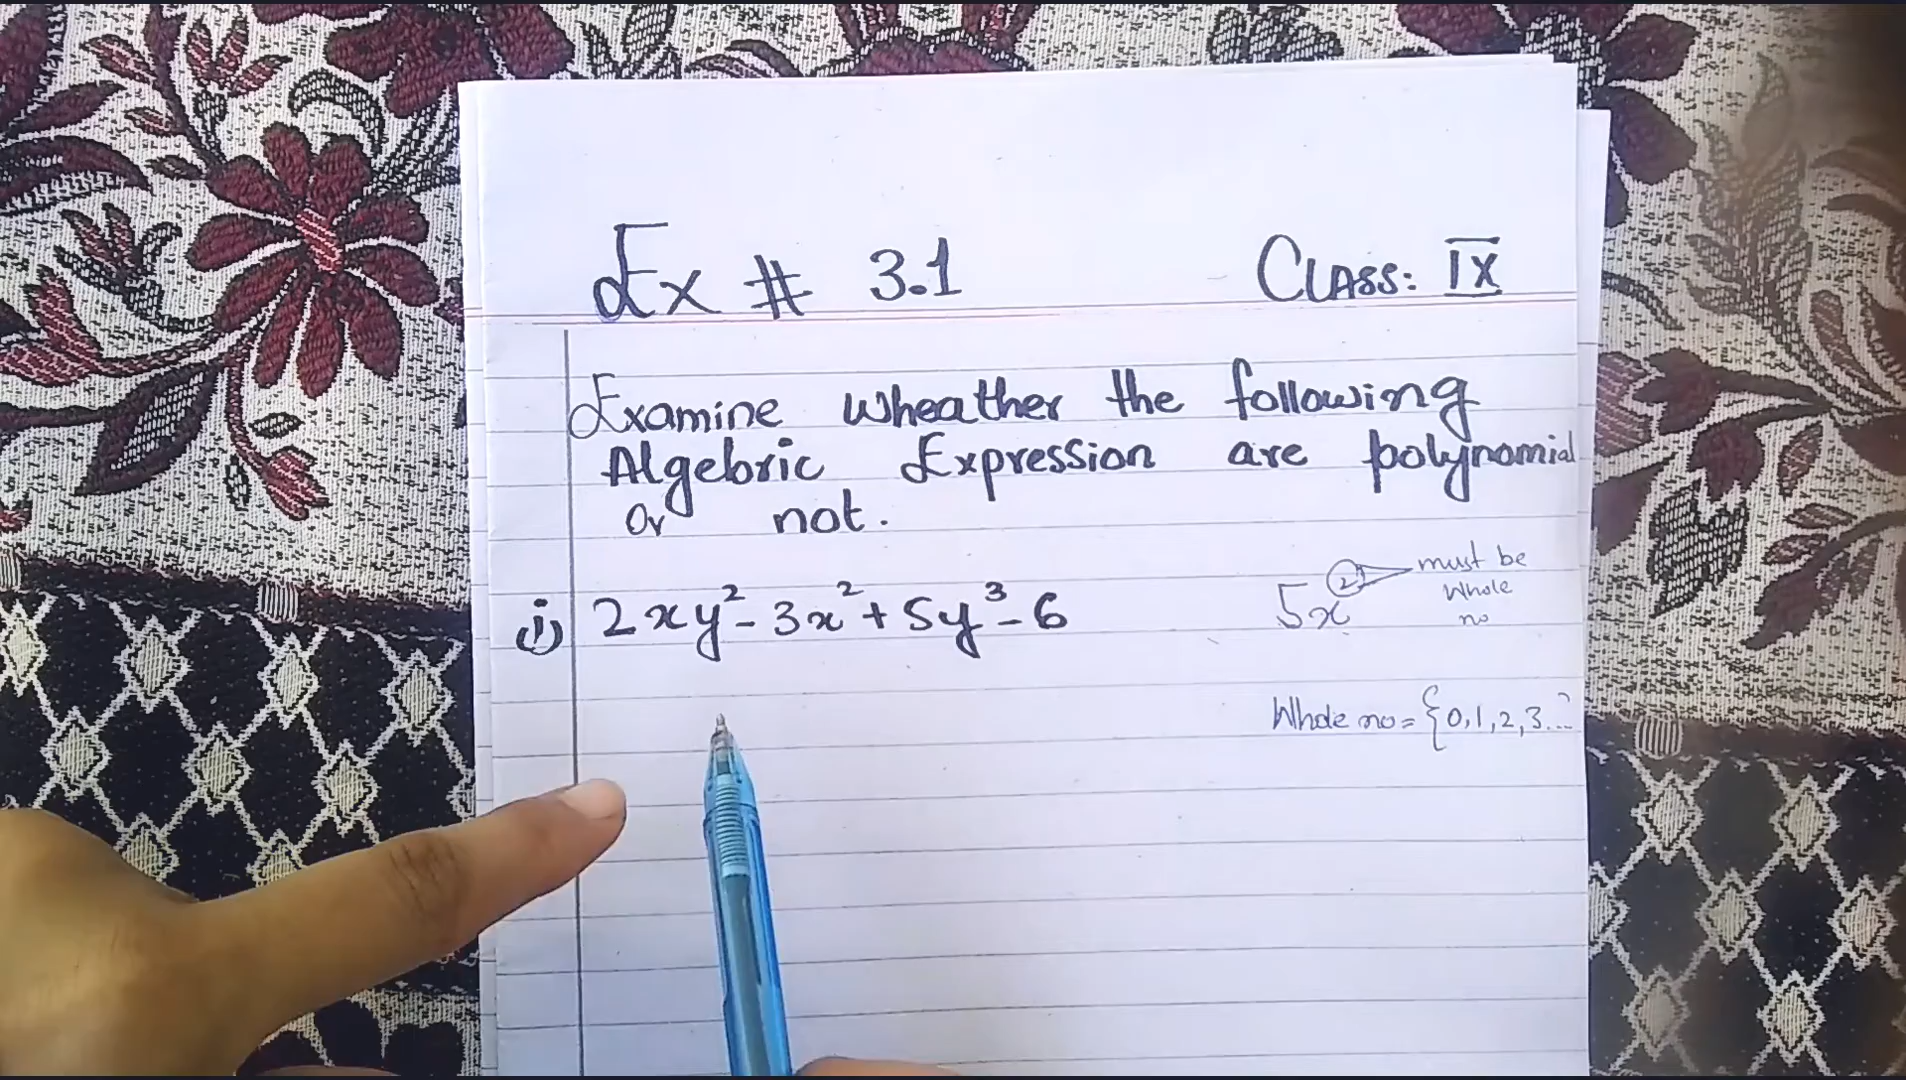 Ex # 3.1 CLASS: IX
Examine wheather the following
Algebric Expression are polynomial
Or not.
(i) 2xy² - 3x² + 5y³ - 6
5x² must be
whole
no
Whole no = {0,1,2,3...